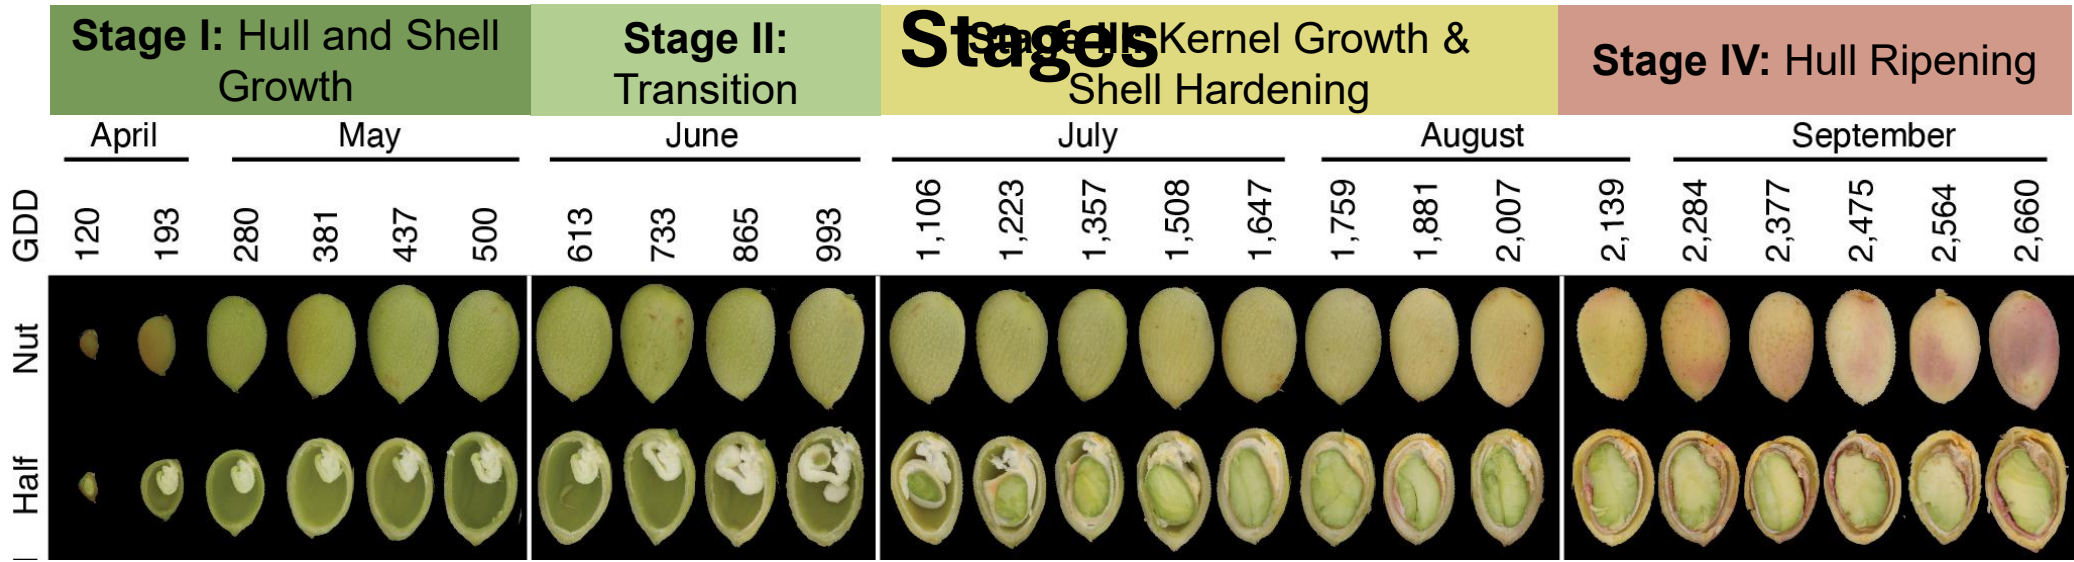 Stages
Stage I: Hull and Shell
Growth
Stage II:
Transition
Stage III: Kernel Growth &
Shell Hardening
Stage IV: Hull Ripening
April May June July August September
GDD 120 193 280 381 437 500 613 733 865 993 1,106 1,223 1,357 1,508 1,647 1,759 1,881 2,007 2,139 2,284 2,377 2,475 2,564 2,660
Nut
Half